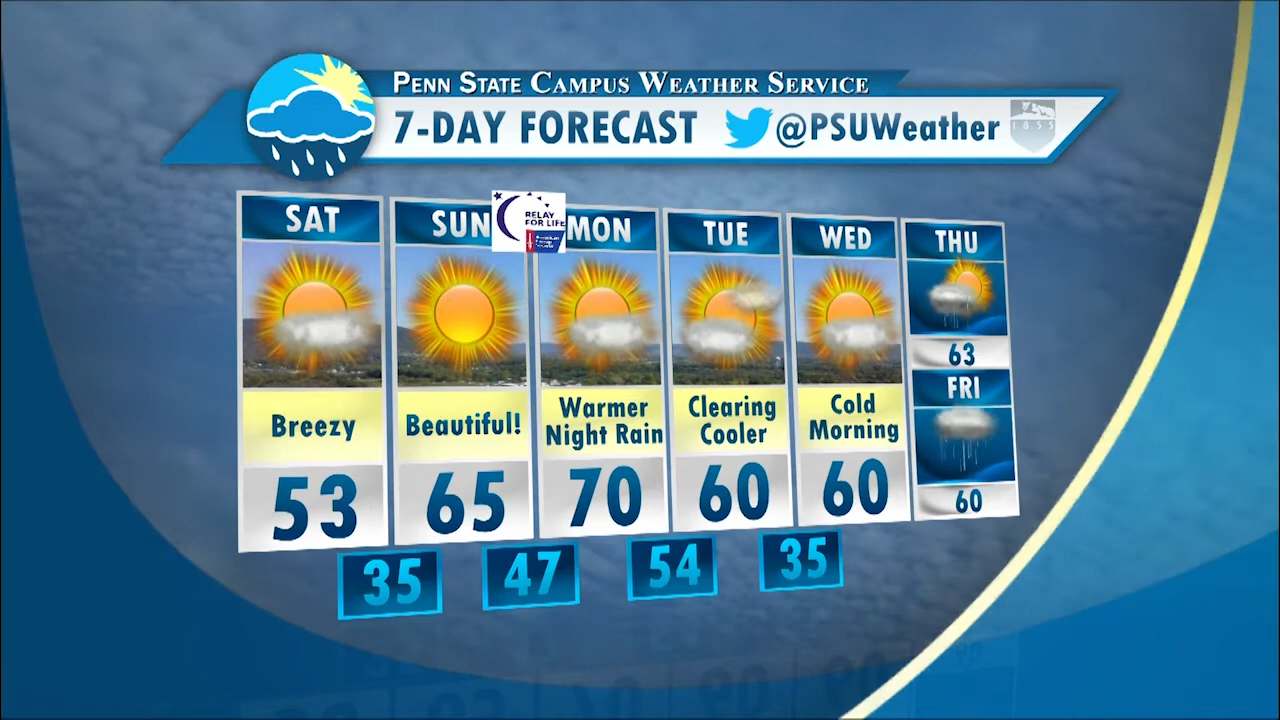 PENN STATE CAMPUS WEATHER SERVICE
7-DAY FORECAST @PSUWeather
1855
SAT
Breezy
53
SUN
Beautiful!
65
RELAY
FOR LIFE
MON
Warmer
Night Rain
70
TUE
Clearing
Cooler
60
WED
Cold
Morning
60
THU
63
FRI
60
35
47
54
35